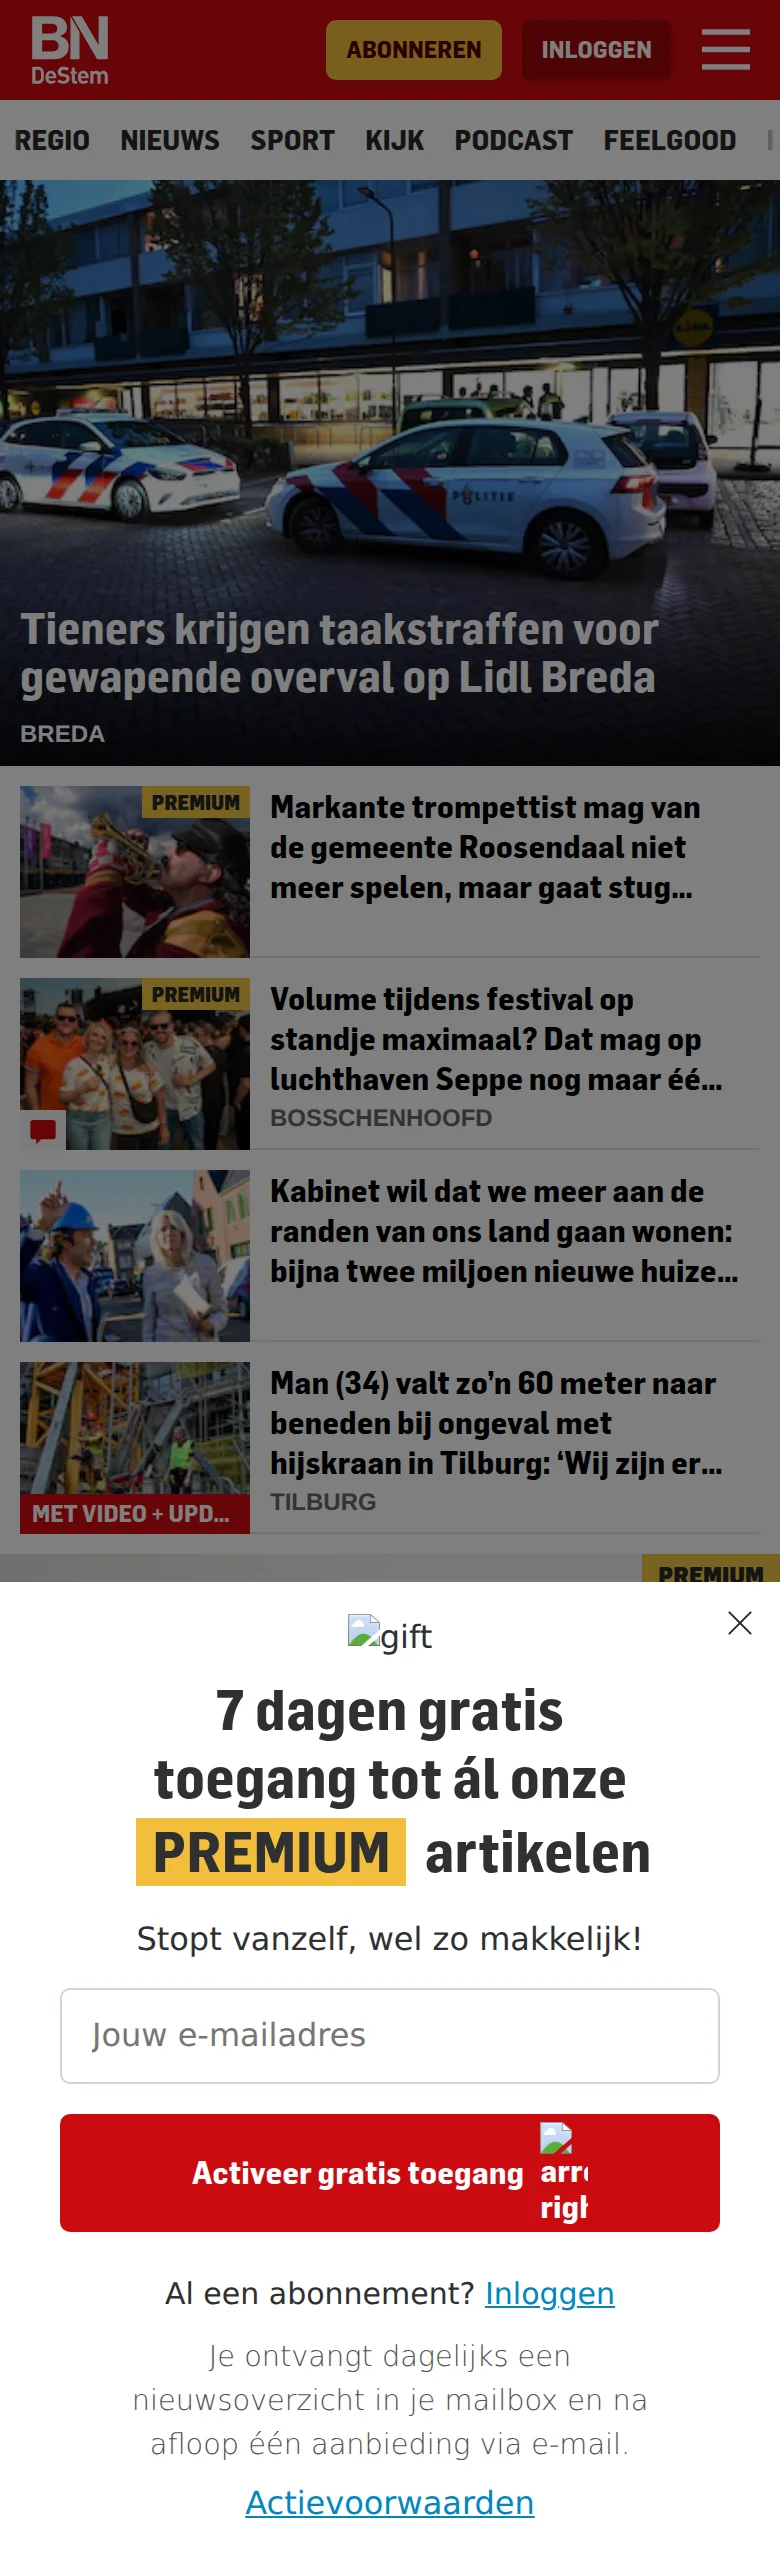 BN
DeStem
ABONNEREN
INLOGGEN
REGIO NIEUWS SPORT KIJK PODCAST FEELGOOD
LIDL
POLITIE
Tieners krijgen taakstraffen voor
gewapende overval op Lidl Breda
BREDA
PREMIUM
Markante trompettist mag van
de gemeente Roosendaal niet
meer spelen, maar gaat stug...
PREMIUM
Volume tijdens festival op
standje maximaal? Dat mag op
luchthaven Seppe nog maar éé...
BOSSCHENHOOFD
Kabinet wil dat we meer aan de
randen van ons land gaan wonen:
bijna twee miljoen nieuwe huize...
MET VIDEO + UPD...
Man (34) valt zo’n 60 meter naar
beneden bij ongeval met
hijskraan in Tilburg: ‘Wij zijn er...
TILBURG
PREMIUM
gift
7 dagen gratis
toegang tot ál onze
PREMIUM artikelen
Stopt vanzelf, wel zo makkelijk!
Jouw e-mailadres
Activeer gratis toegang
Al een abonnement? Inloggen
Je ontvangt dagelijks een
nieuwsoverzicht in je mailbox en na
afloop één aanbieding via e-mail.
Actievoorwaarden